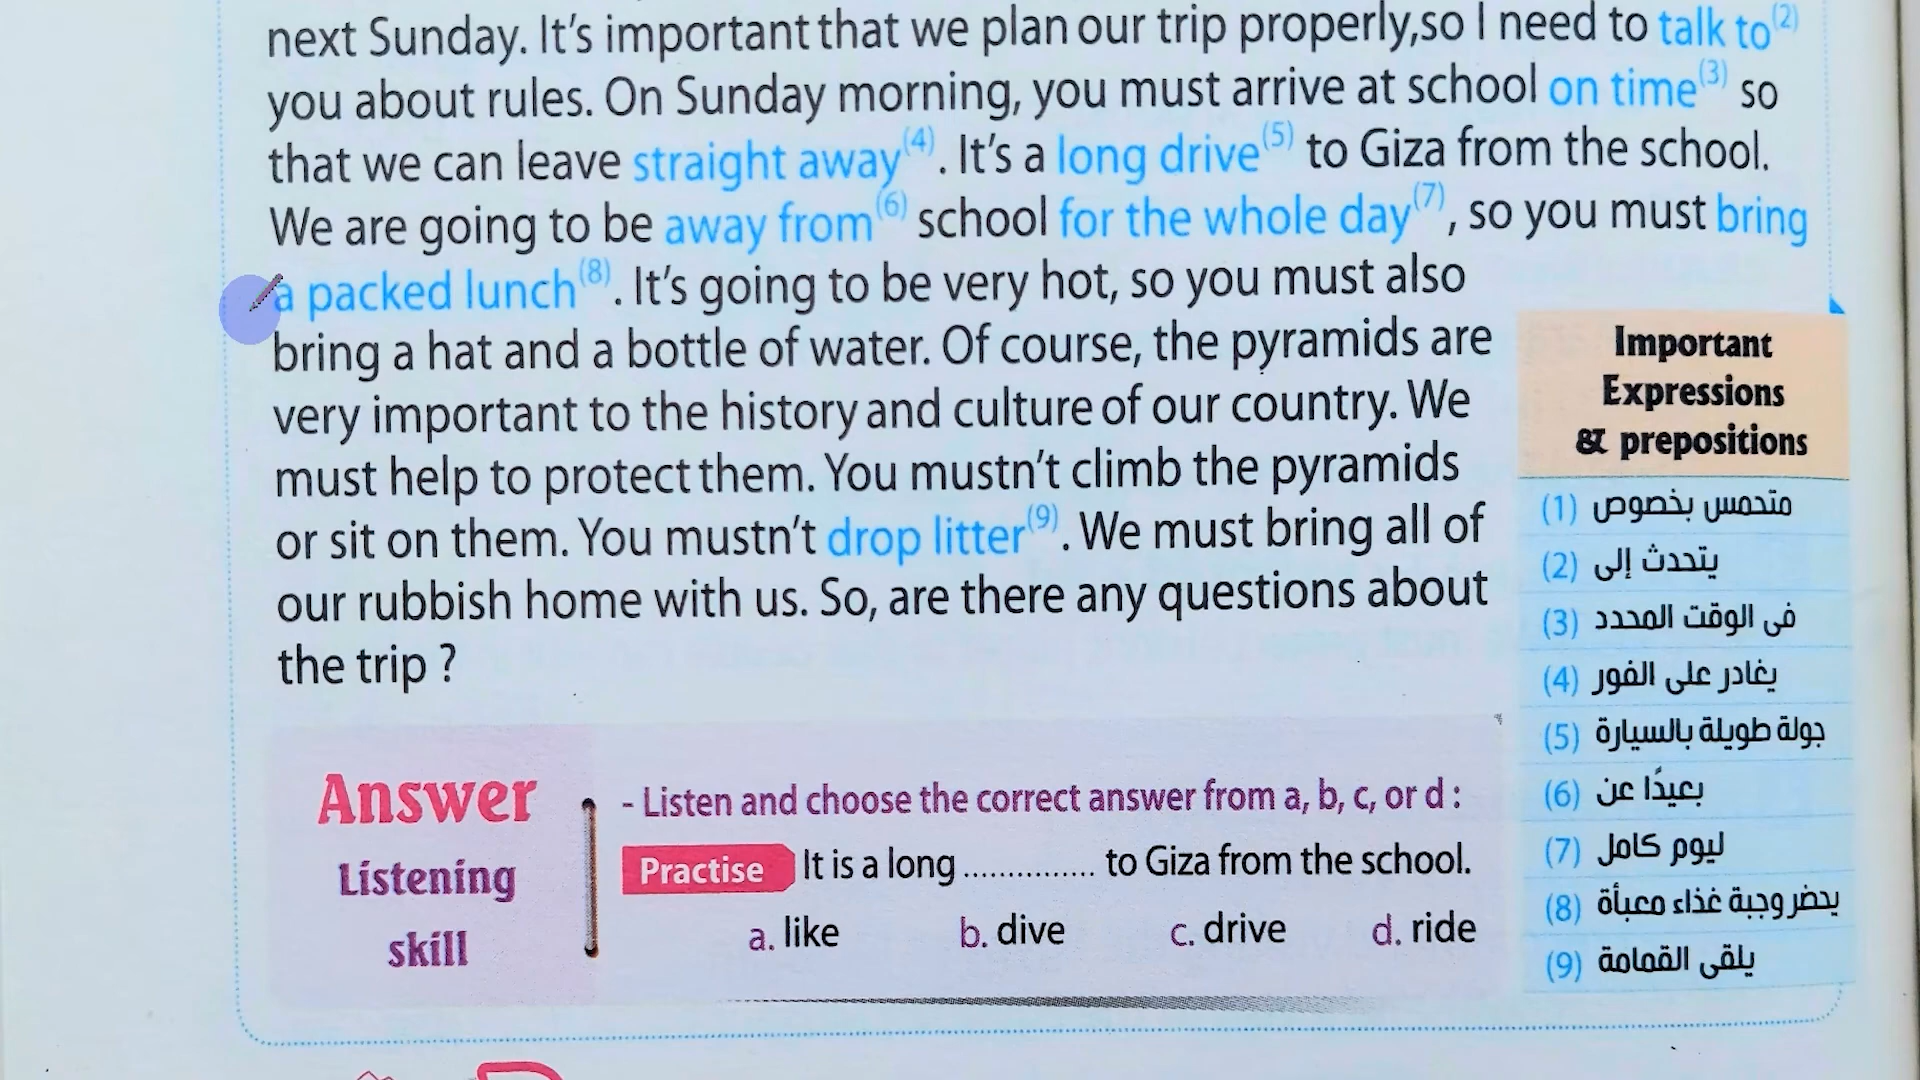 next Sunday. It's important that we plan our trip properly,so I need to talk to(2)
you about rules. On Sunday morning, you must arrive at school on time(3) so
that we can leave straight away(4). It's a long drive(5) to Giza from the school.
We are going to be away from(6) school for the whole day(7), so you must bring
a packed lunch(8). It's going to be very hot, so you must also
bring a hat and a bottle of water. Of course, the pyramids are
very important to the history and culture of our country. We
must help to protect them. You mustn't climb the pyramids
or sit on them. You mustn't drop litter(9). We must bring all of
our rubbish home with us. So, are there any questions about
the trip ?
Important
Expressions
& prepositions
(1) متحمس بخصوص
(2) يتحدث إلى
(3) فى الوقت المحدد
(4) يغادر على الفور
(5) جولة طويلة بالسيارة
(6) بعيدًا عن
(7) ليوم كامل
(8) يحضر وجبة غذاء معبأة
(9) يلقى القمامة
Answer
Listening
skill
- Listen and choose the correct answer from a, b, c, or d :
Practise It is a long ............... to Giza from the school.
a. like b. dive c. drive d. ride